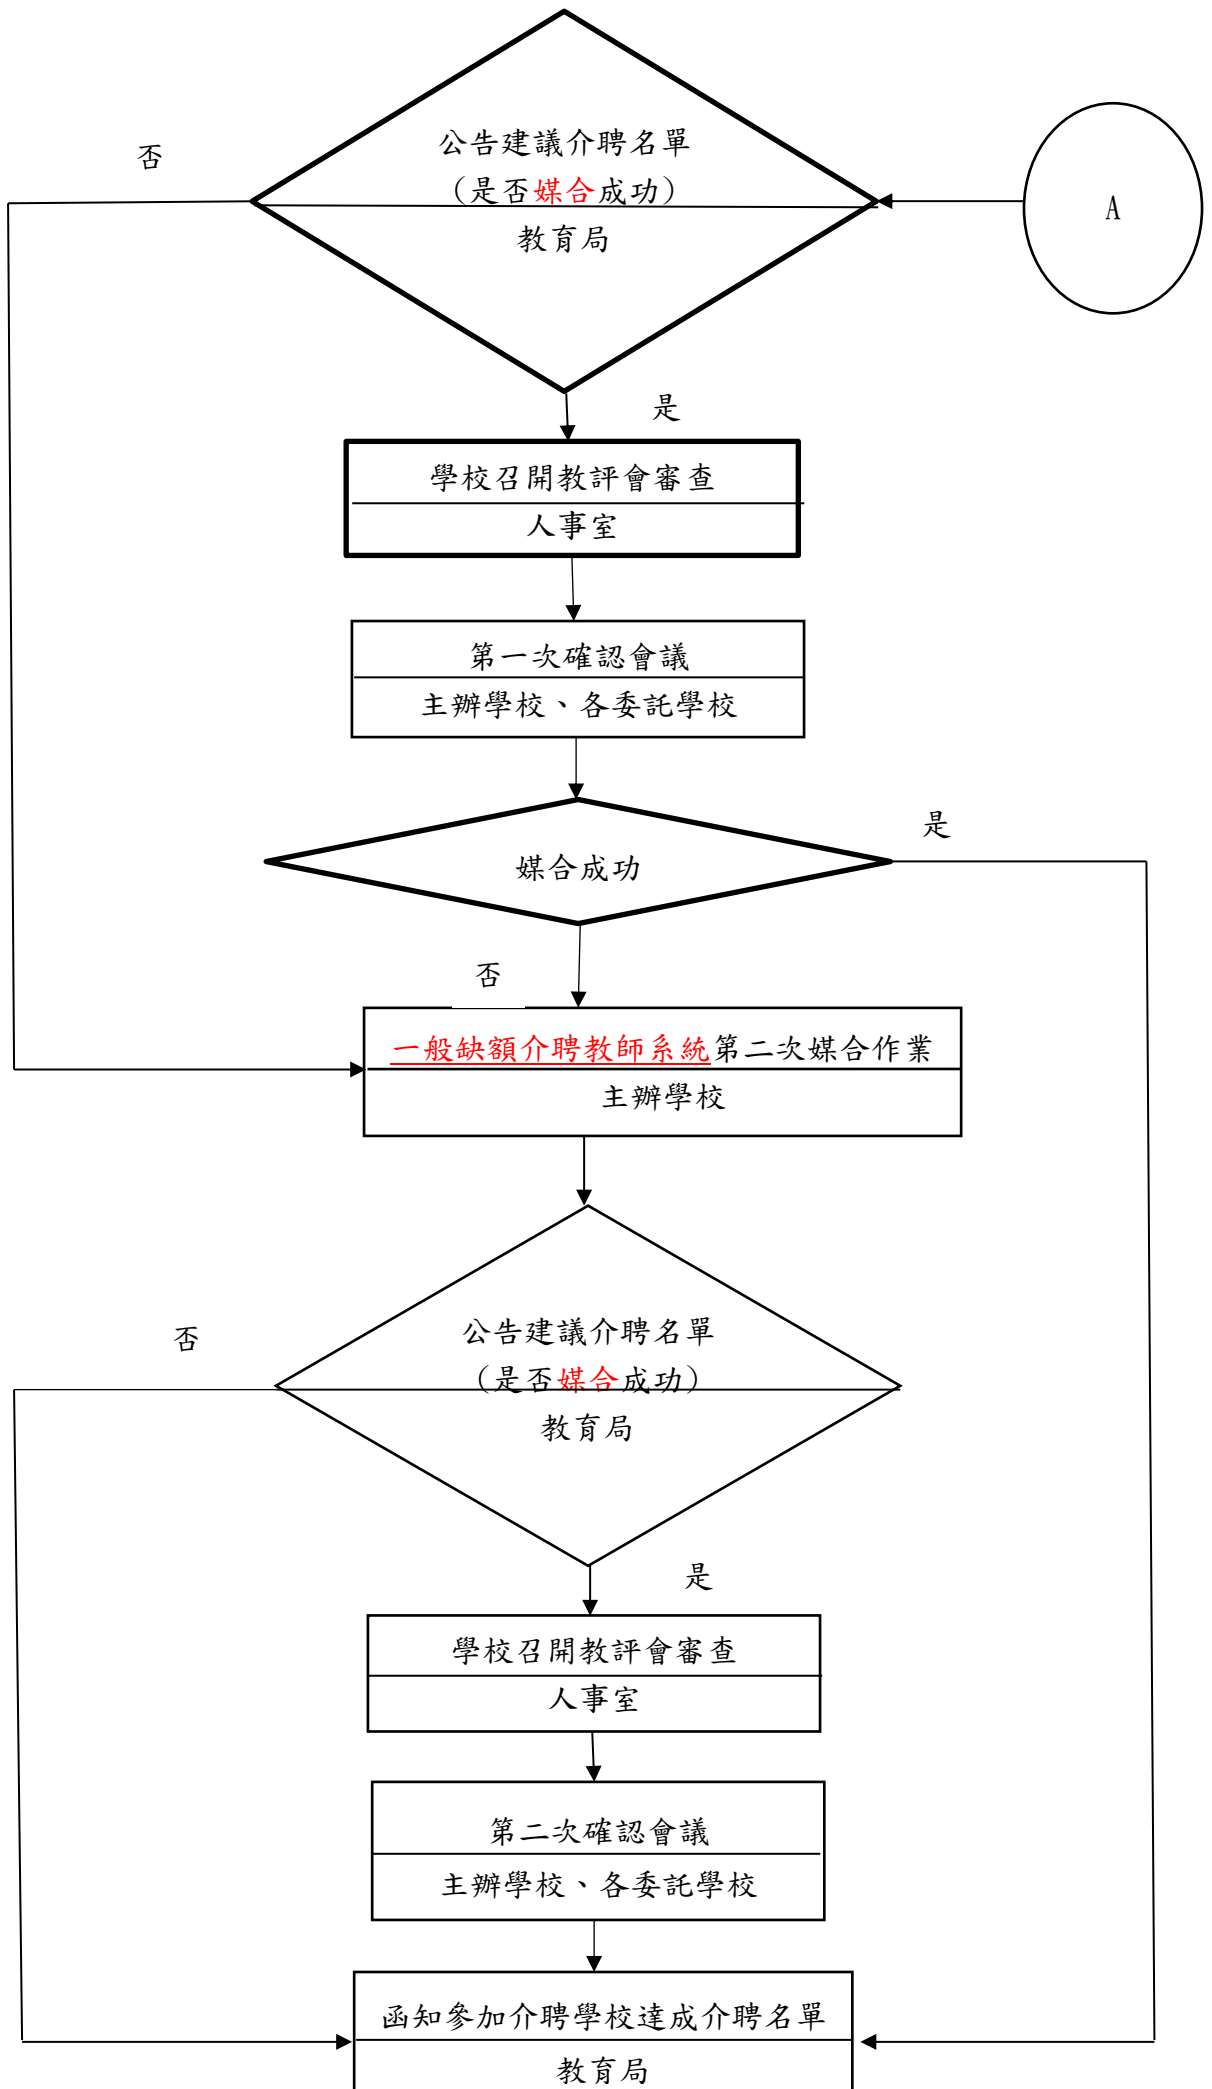 公告建議介聘名單
否
(是否媒合成功)
A
教育局
是
學校召開教評會審查
人事室
第一次確認會議
主辦學校、各委託學校
是
媒合成功
否
一般缺額介聘教師系統第二次媒合作業
主辦學校
公告建議介聘名單
否
(是否媒合成功)
教育局
是
學校召開教評會審查
人事室
第二次確認會議
主辦學校、各委託學校
函知參加介聘學校達成介聘名單
教育局